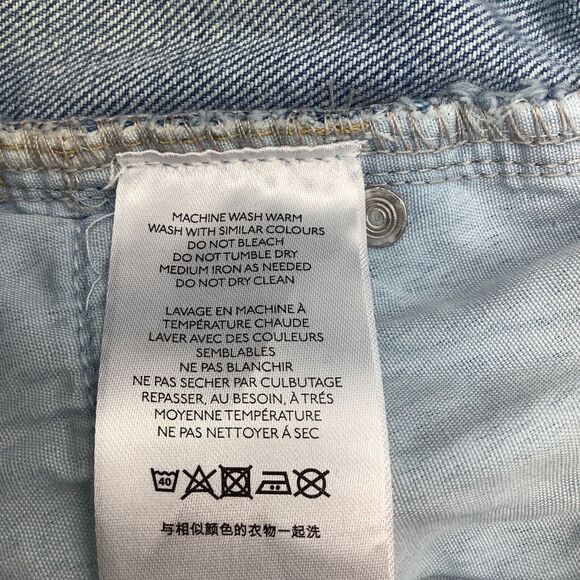 MACHINE WASH WARM
WASH WITH SIMILAR COLOURS
DO NOT BLEACH
DO NOT TUMBLE DRY
MEDIUM IRON AS NEEDED
DO NOT DRY CLEAN
LAVAGE EN MACHINE À
TEMPÉRATURE CHAUDE
LAVER AVEC DES COULEURS
SEMBLABLES
NE PAS BLANCHIR
NE PAS SECHER PAR CULBUTAGE
REPASSER, AU BESOIN, À TRÉS
MOYENNE TEMPÉRATURE
NE PAS NETTOYER Á SEC
40
与相似颜色的衣物一起洗